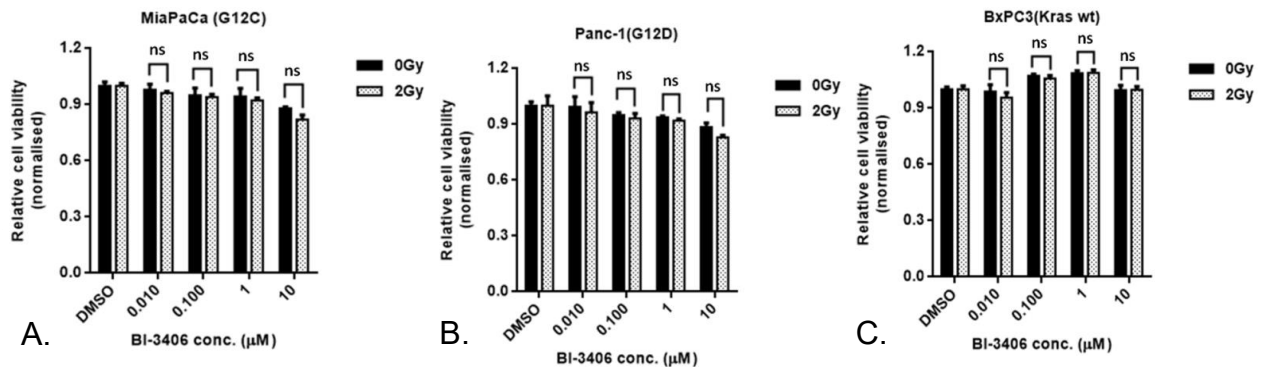 MiaPaCa (G12C)
1.2
0.9
0.6
0.3
0.0
Relative cell viability
(normalised)
ns
ns
ns
ns
0Gy
2Gy
DMSO
0.010
0.100
1
10
BI-3406 conc. (µM)
A.
Panc-1(G12D)
1.2
0.9
0.6
0.3
0.0
Relative cell viability
(normalised)
ns
ns
ns
ns
0Gy
2Gy
DMSO
0.010
0.100
1
10
BI-3406 conc. (µM)
B.
BxPC3(Kras wt)
1.2
0.9
0.6
0.3
0.0
Relative cell viability
(normalised)
ns
ns
ns
ns
0Gy
2Gy
DMSO
0.010
0.100
1
10
BI-3406 conc. (µM)
C.